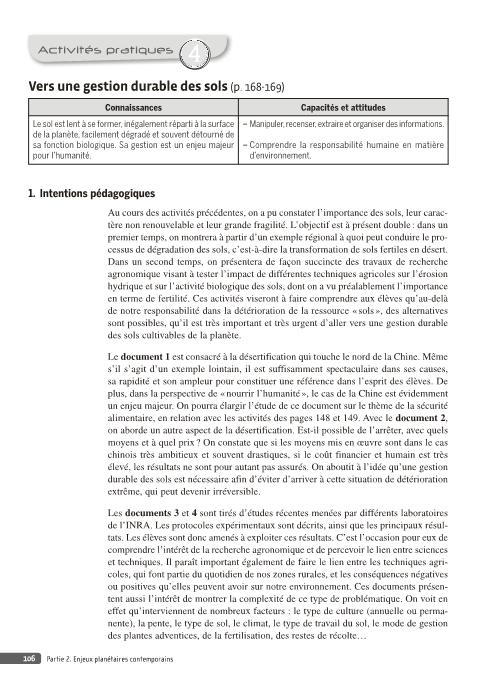 Activités pratiques 4
Vers une gestion durable des sols (p. 168-169)
Connaissances
Capacités et attitudes
Le sol est lent à se former, inégalement réparti à la surface
de la planète, facilement dégradé et souvent détourné de
sa fonction biologique. Sa gestion est un enjeu majeur
pour l'humanité.
– Manipuler, recenser, extraire et organiser des informations.
– Comprendre la responsabilité humaine en matière
d'environnement.
1. Intentions pédagogiques
Au cours des activités précédentes, on a pu constater l'importance des sols, leur carac-
tère non renouvelable et leur grande fragilité. L'objectif est à présent double : dans un
premier temps, on montrera à partir d'un exemple régional à quoi peut conduire le pro-
cessus de dégradation des sols, c'est-à-dire la transformation de sols fertiles en désert.
Dans un second temps, on présentera de façon succincte des travaux de recherche
agronomique visant à tester l'impact de différentes techniques agricoles sur l'érosion
hydrique et sur l'activité biologique des sols, dont on a vu préalablement l'importance
en terme de fertilité. Ces activités viseront à faire comprendre aux élèves qu'au-delà
de notre responsabilité dans la détérioration de la ressource « sols », des alternatives
sont possibles, qu'il est très important et très urgent d'aller vers une gestion durable
des sols cultivables de la planète.
Le document 1 est consacré à la désertification qui touche le nord de la Chine. Même
s'il s'agit d'un exemple lointain, il est suffisamment spectaculaire dans ses causes,
sa rapidité et son ampleur pour constituer une référence dans l'esprit des élèves. De
plus, dans la perspective de « nourrir l'humanité », le cas de la Chine est évidemment
un enjeu majeur. On pourra élargir l'étude de ce document sur le thème de la sécurité
alimentaire, en relation avec les activités des pages 148 et 149. Avec le document 2,
on aborde un autre aspect de la désertification. Est-il possible de l'arrêter, avec quels
moyens et à quel prix ? On constate que si les moyens mis en œuvre sont dans le cas
chinois très ambitieux et souvent drastiques, si le coût financier et humain est très
élevé, les résultats ne sont pour autant pas assurés. On aboutit à l'idée qu'une gestion
durable des sols est nécessaire afin d'éviter d'arriver à cette situation de détérioration
extrême, qui peut devenir irréversible.
Les documents 3 et 4 sont tirés d'études récentes menées par différents laboratoires
de l'INRA. Les protocoles expérimentaux sont décrits, ainsi que les principaux résul-
tats. Les élèves sont donc amenés à exploiter ces résultats. C'est l'occasion pour eux de
comprendre l'intérêt de la recherche agronomique et de percevoir le lien entre sciences
et techniques. Il paraît important également de faire le lien entre les techniques agri-
coles, qui font partie du quotidien de nos zones rurales, et les conséquences négatives
ou positives qu'elles peuvent avoir sur notre environnement. Ces documents présen-
tent aussi l'intérêt de montrer la complexité de ce type de problématique. On voit en
effet qu'interviennent de nombreux facteurs : le type de culture (annuelle ou perma-
nente), la pente, le type de sol, le climat, le type de travail du sol, le mode de gestion
des plantes adventices, de la fertilisation, des restes de récolte…
106 Partie 2. Enjeux planétaires contemporains